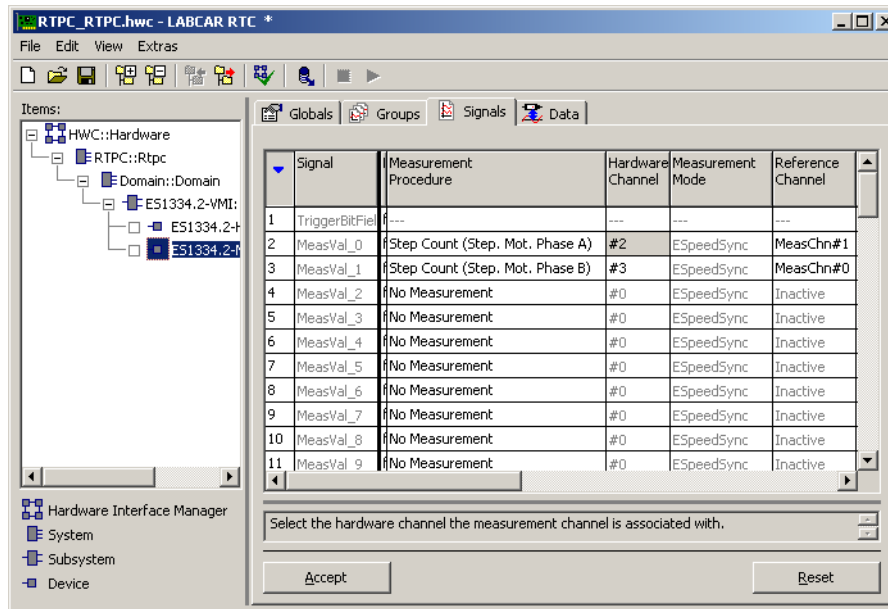 RTPC_RTPC.hwc - LABCAR RTC *
File Edit View Extras
Items:
HWC::Hardware
RTPC::Rtpc
Domain::Domain
ES1334.2-VMI:
ES1334.2-H
ES1334.2-M
Hardware Interface Manager
System
Subsystem
Device
Globals Groups Signals Data
Signal Measurement Procedure Hardware Channel Measurement Mode Reference Channel
1 TriggerBitFiel --- --- --- ---
2 MeasVal_0 Step Count (Step. Mot. Phase A) #2 ESpeedSync MeasChn#1
3 MeasVal_1 Step Count (Step. Mot. Phase B) #3 ESpeedSync MeasChn#0
4 MeasVal_2 No Measurement #0 ESpeedSync Inactive
5 MeasVal_3 No Measurement #0 ESpeedSync Inactive
6 MeasVal_4 No Measurement #0 ESpeedSync Inactive
7 MeasVal_5 No Measurement #0 ESpeedSync Inactive
8 MeasVal_6 No Measurement #0 ESpeedSync Inactive
9 MeasVal_7 No Measurement #0 ESpeedSync Inactive
10 MeasVal_8 No Measurement #0 ESpeedSync Inactive
11 MeasVal_9 No Measurement #0 ESpeedSync Inactive
Select the hardware channel the measurement channel is associated with.
Accept Reset